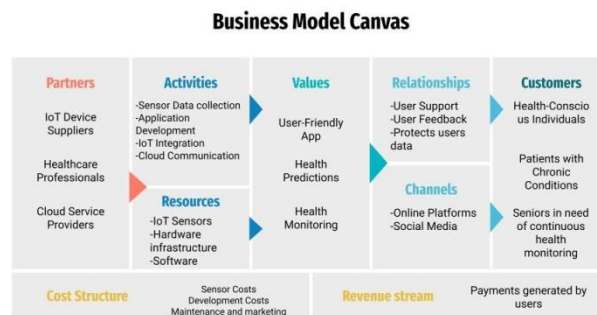 Business Model Canvas
Partners
IoT Device
Suppliers
Healthcare
Professionals
Cloud Service
Providers
Activities
-Sensor Data collection
-Application
Development
-IoT Integration
-Cloud Communication
Resources
-IoT Sensors
-Hardware
infrastructure
-Software
Values
User-Friendly
App
Health
Predictions
Health
Monitoring
Relationships
-User Support
-User Feedback
-Protects users
data
Channels
-Online Platforms
-Social Media
Customers
Health-Conscio
us Individuals
Patients with
Chronic
Conditions
Seniors in need
of continuous
health
monitoring
Cost Structure
Sensor Costs
Development Costs
Maintenance and marketing
Revenue stream
Payments generated by
users